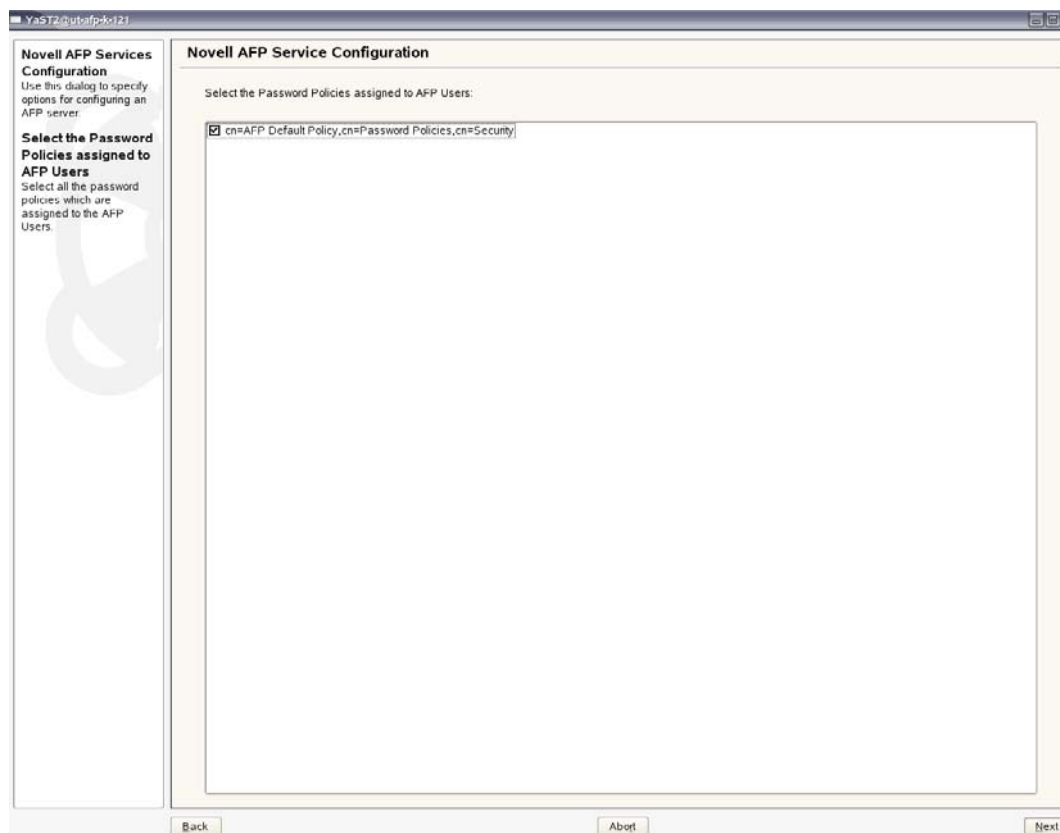 YaST2@ut-afp-k-121
Novell AFP Services
Configuration
Use this dialog to specify
options for configuring an
AFP server.
Select the Password
Policies assigned to
AFP Users
Select all the password
policies which are
assigned to the AFP
Users.
Novell AFP Service Configuration
Select the Password Policies assigned to AFP Users:
cn=AFP Default Policy,cn=Password Policies,cn=Security
Back
Abort
Next